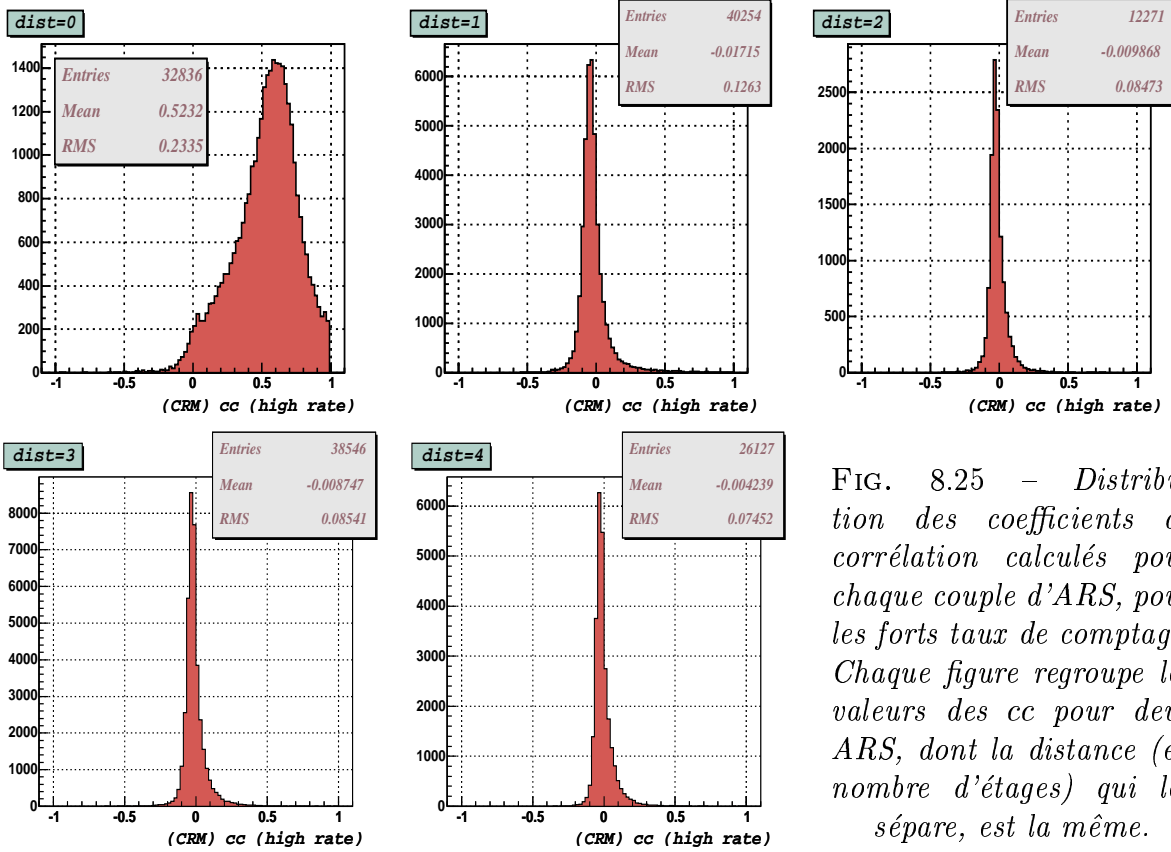 dist=0
Entries 32836
Mean 0.5232
RMS 0.2335
1400
1200
1000
800
600
400
200
0
-1 -0.5 0 0.5 1
(CRM) cc (high rate)
dist=1
Entries 40254
Mean -0.01715
RMS 0.1263
6000
5000
4000
3000
2000
1000
0
-1 -0.5 0 0.5 1
(CRM) cc (high rate)
dist=2
Entries 12271
Mean -0.009868
RMS 0.08473
2500
2000
1500
1000
500
0
-1 -0.5 0 0.5 1
(CRM) cc (high rate)
dist=3
Entries 38546
Mean -0.008747
RMS 0.08541
8000
7000
6000
5000
4000
3000
2000
1000
0
-1 -0.5 0 0.5 1
(CRM) cc (high rate)
dist=4
Entries 26127
Mean -0.004239
RMS 0.07452
6000
5000
4000
3000
2000
1000
0
-1 -0.5 0 0.5 1
(CRM) cc (high rate)
FIG. 8.25 – Distribu
tion des coefficients
corrélation calculés
chaque couple d'ARS,
les forts taux de
Chaque figure regroupe
valeurs des cc pour
ARS, dont la distance
nombre d'étages) qui
sépare, est la même.